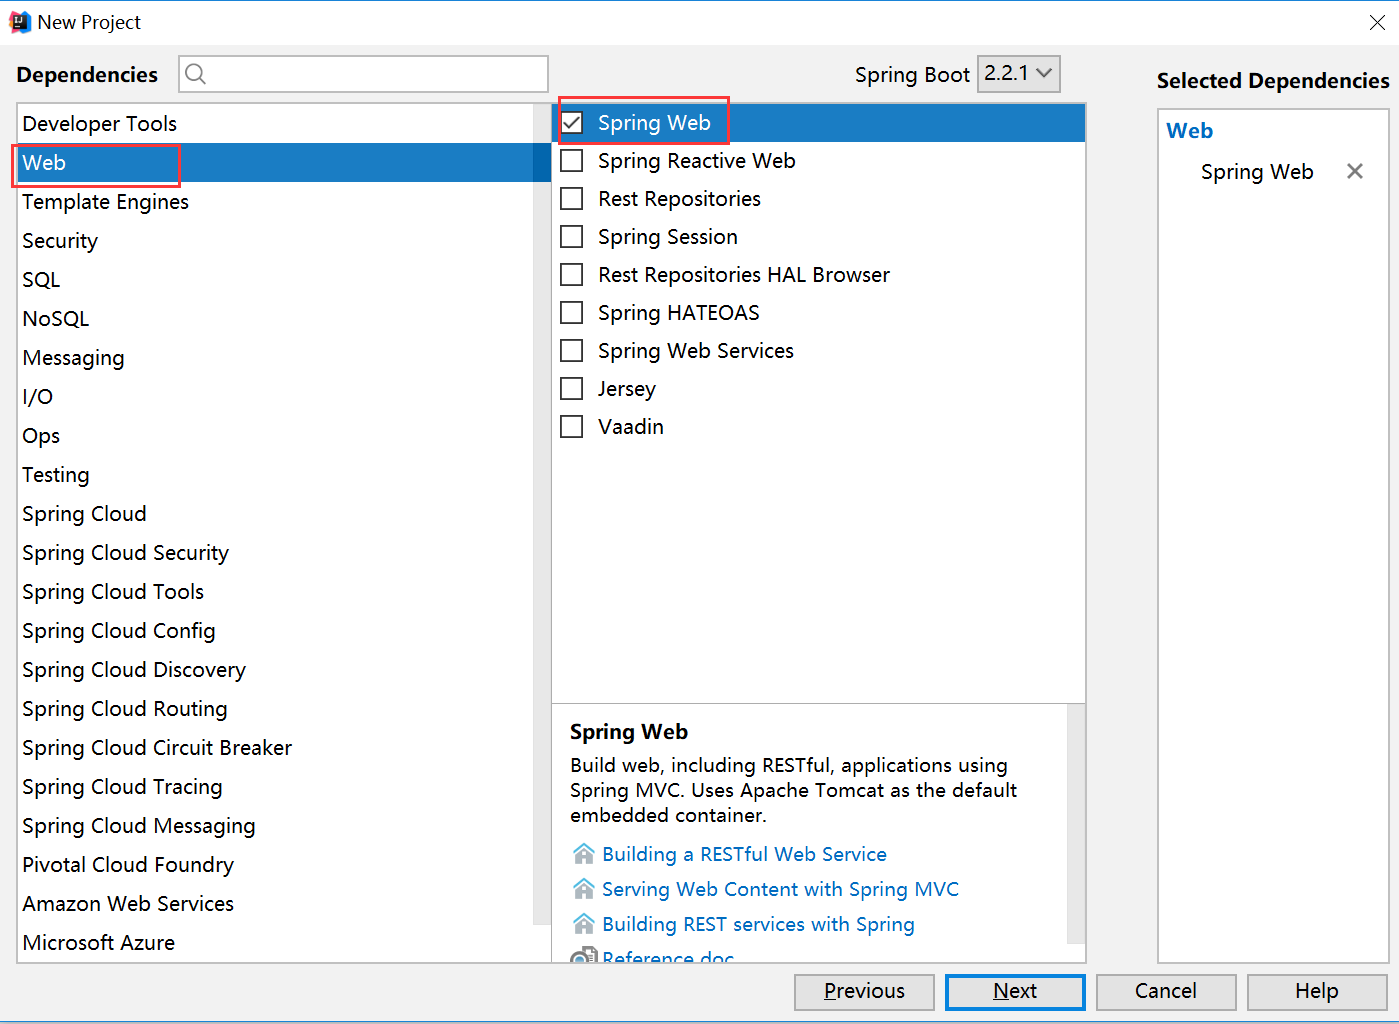 New Project
Dependencies
Spring Boot 2.2.1
Selected Dependencies
Developer Tools
Web
Template Engines
Security
SQL
NoSQL
Messaging
I/O
Ops
Testing
Spring Cloud
Spring Cloud Security
Spring Cloud Tools
Spring Cloud Config
Spring Cloud Discovery
Spring Cloud Routing
Spring Cloud Circuit Breaker
Spring Cloud Tracing
Spring Cloud Messaging
Pivotal Cloud Foundry
Amazon Web Services
Microsoft Azure
Spring Web
Spring Reactive Web
Rest Repositories
Spring Session
Rest Repositories HAL Browser
Spring HATEOAS
Spring Web Services
Jersey
Vaadin
Spring Web
Build web, including RESTful, applications using
Spring MVC. Uses Apache Tomcat as the default
embedded container.
Building a RESTful Web Service
Serving Web Content with Spring MVC
Building REST services with Spring
Reference doc
Web
Spring Web
Previous
Next
Cancel
Help